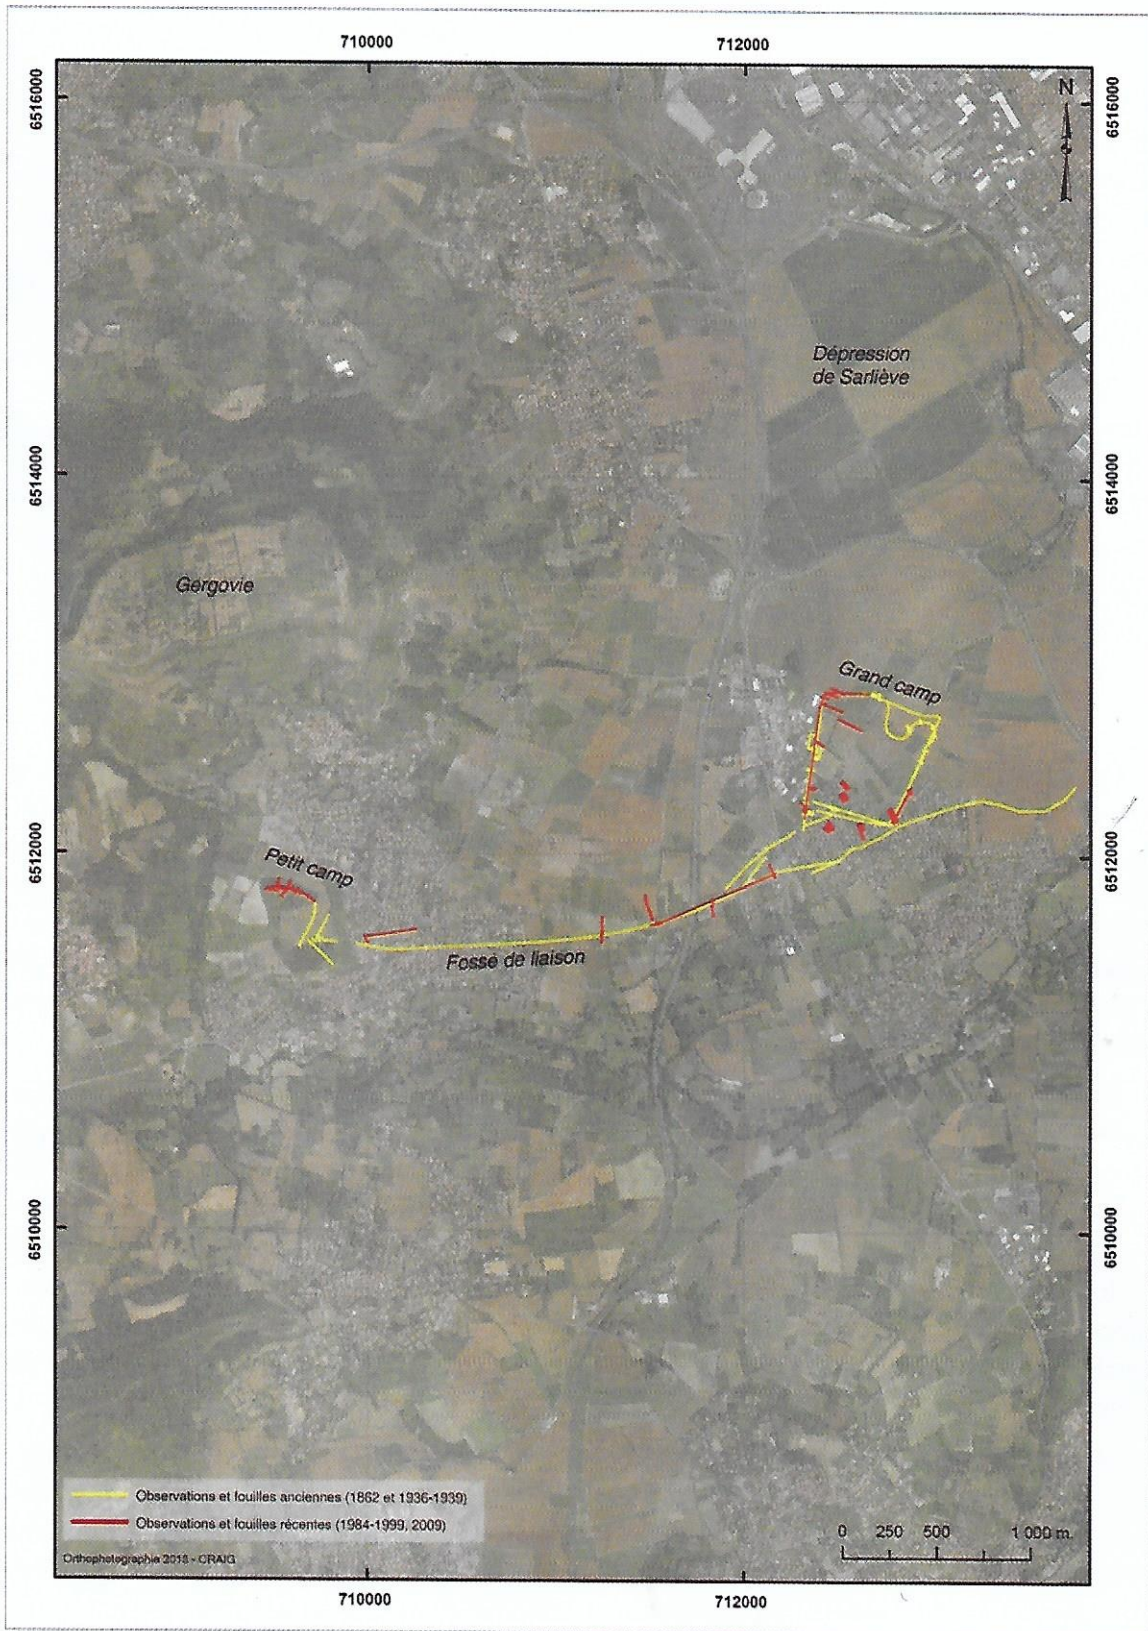 710000
712000
6516000
6516000
N
Dépression
de Sarliève
6514000
6514000
Gergovie
Grand camp
6512000
6512000
Petit camp
Fossé de liaison
6510000
6510000
Observations et fouilles anciennes (1862 et 1936-1939)
Observations et fouilles récentes (1984-1999, 2009)
0 250 500 1 000 m.
Orthophotographie 2013 - CRAIG
710000
712000